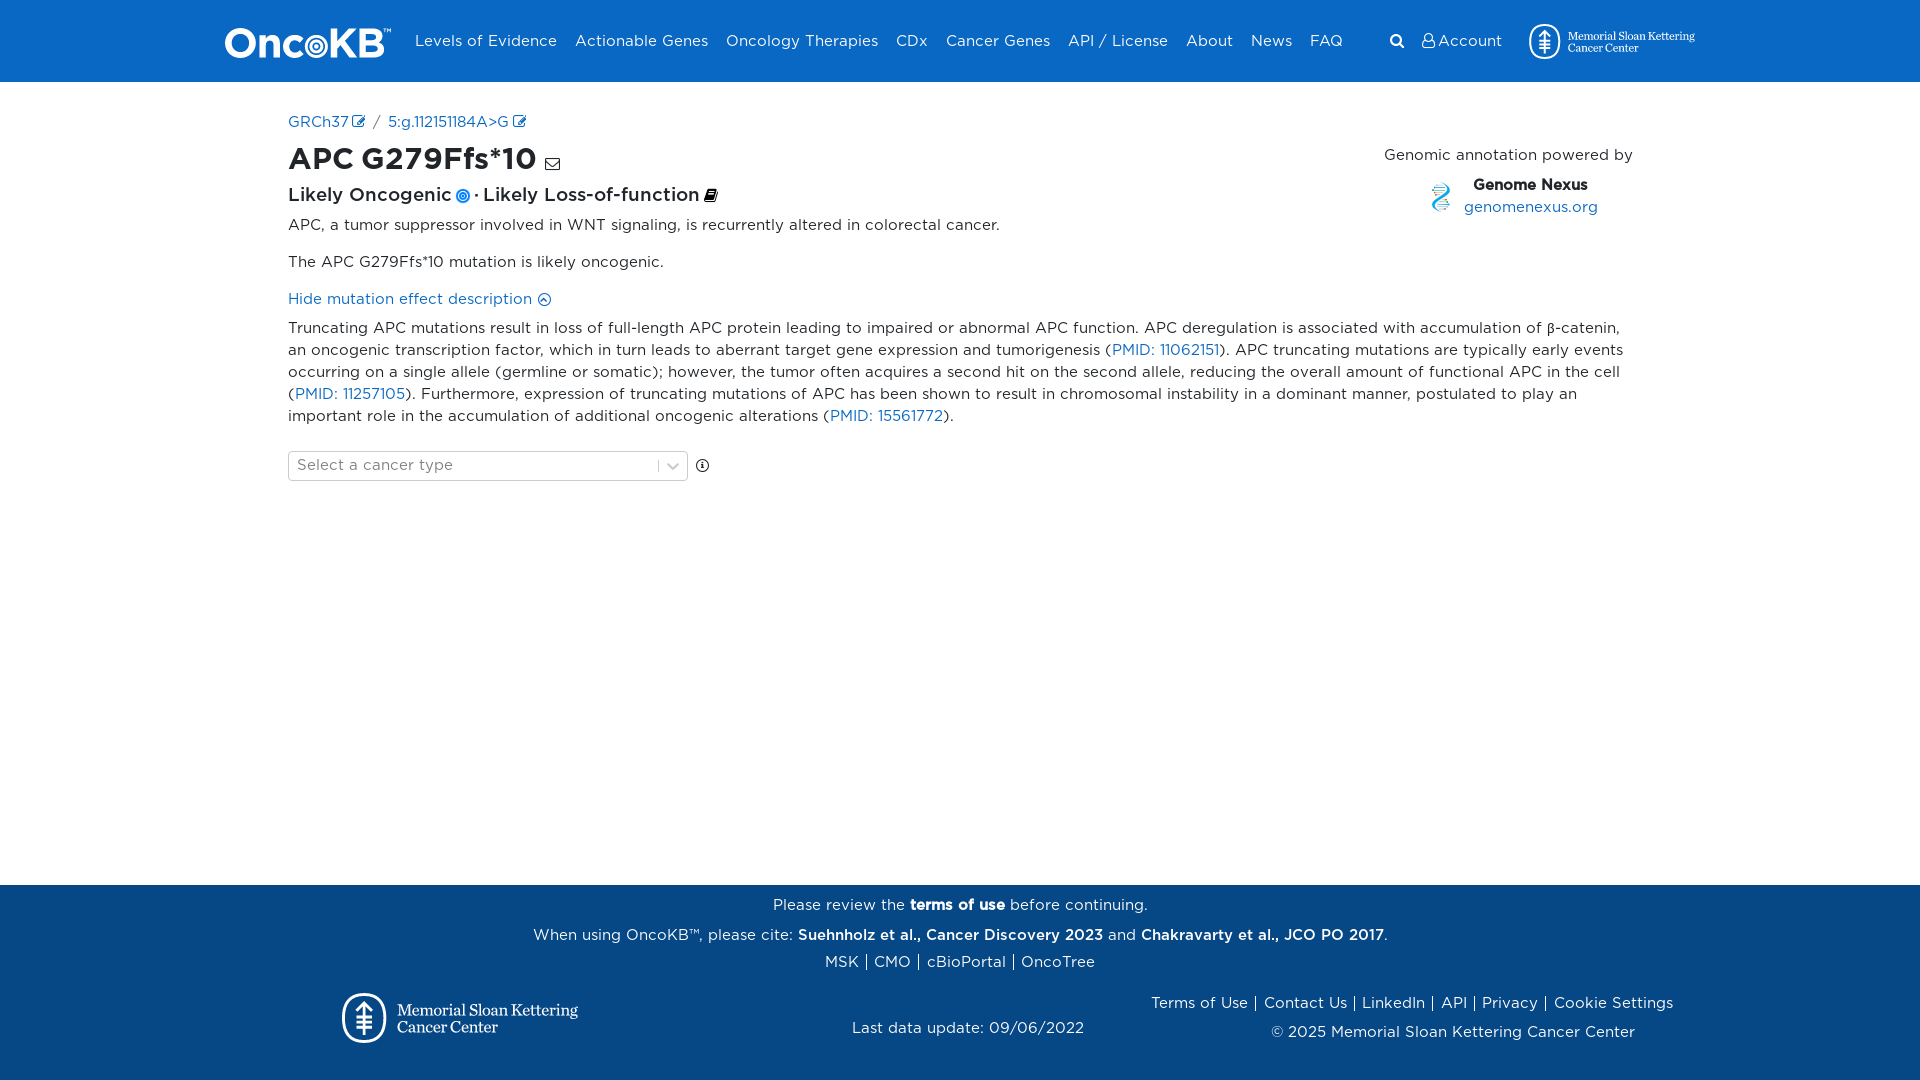 OncoKB™ Levels of Evidence Actionable Genes Oncology Therapies CDx Cancer Genes API / License About News FAQ Account Memorial Sloan Kettering
Cancer Center
GRCh37 / 5:g.112151184A>G
APC G279Ffs*10
Likely Oncogenic · Likely Loss-of-function
APC, a tumor suppressor involved in WNT signaling, is recurrently altered in colorectal cancer.
The APC G279Ffs*10 mutation is likely oncogenic.
Genomic annotation powered by
Genome Nexus
genomenexus.org
Hide mutation effect description
Truncating APC mutations result in loss of full-length APC protein leading to impaired or abnormal APC function. APC deregulation is associated with accumulation of β-catenin,
an oncogenic transcription factor, which in turn leads to aberrant target gene expression and tumorigenesis (PMID: 11062151). APC truncating mutations are typically early events
occurring on a single allele (germline or somatic); however, the tumor often acquires a second hit on the second allele, reducing the overall amount of functional APC in the cell
(PMID: 11257105). Furthermore, expression of truncating mutations of APC has been shown to result in chromosomal instability in a dominant manner, postulated to play an
important role in the accumulation of additional oncogenic alterations (PMID: 15561772).
Select a cancer type
Please review the terms of use before continuing.
When using OncoKB™, please cite: Suehnholz et al., Cancer Discovery 2023 and Chakravarty et al., JCO PO 2017.
MSK | CMO | cBioPortal | OncoTree
Memorial Sloan Kettering
Cancer Center
Last data update: 09/06/2022
Terms of Use | Contact Us | LinkedIn | API | Privacy | Cookie Settings
© 2025 Memorial Sloan Kettering Cancer Center